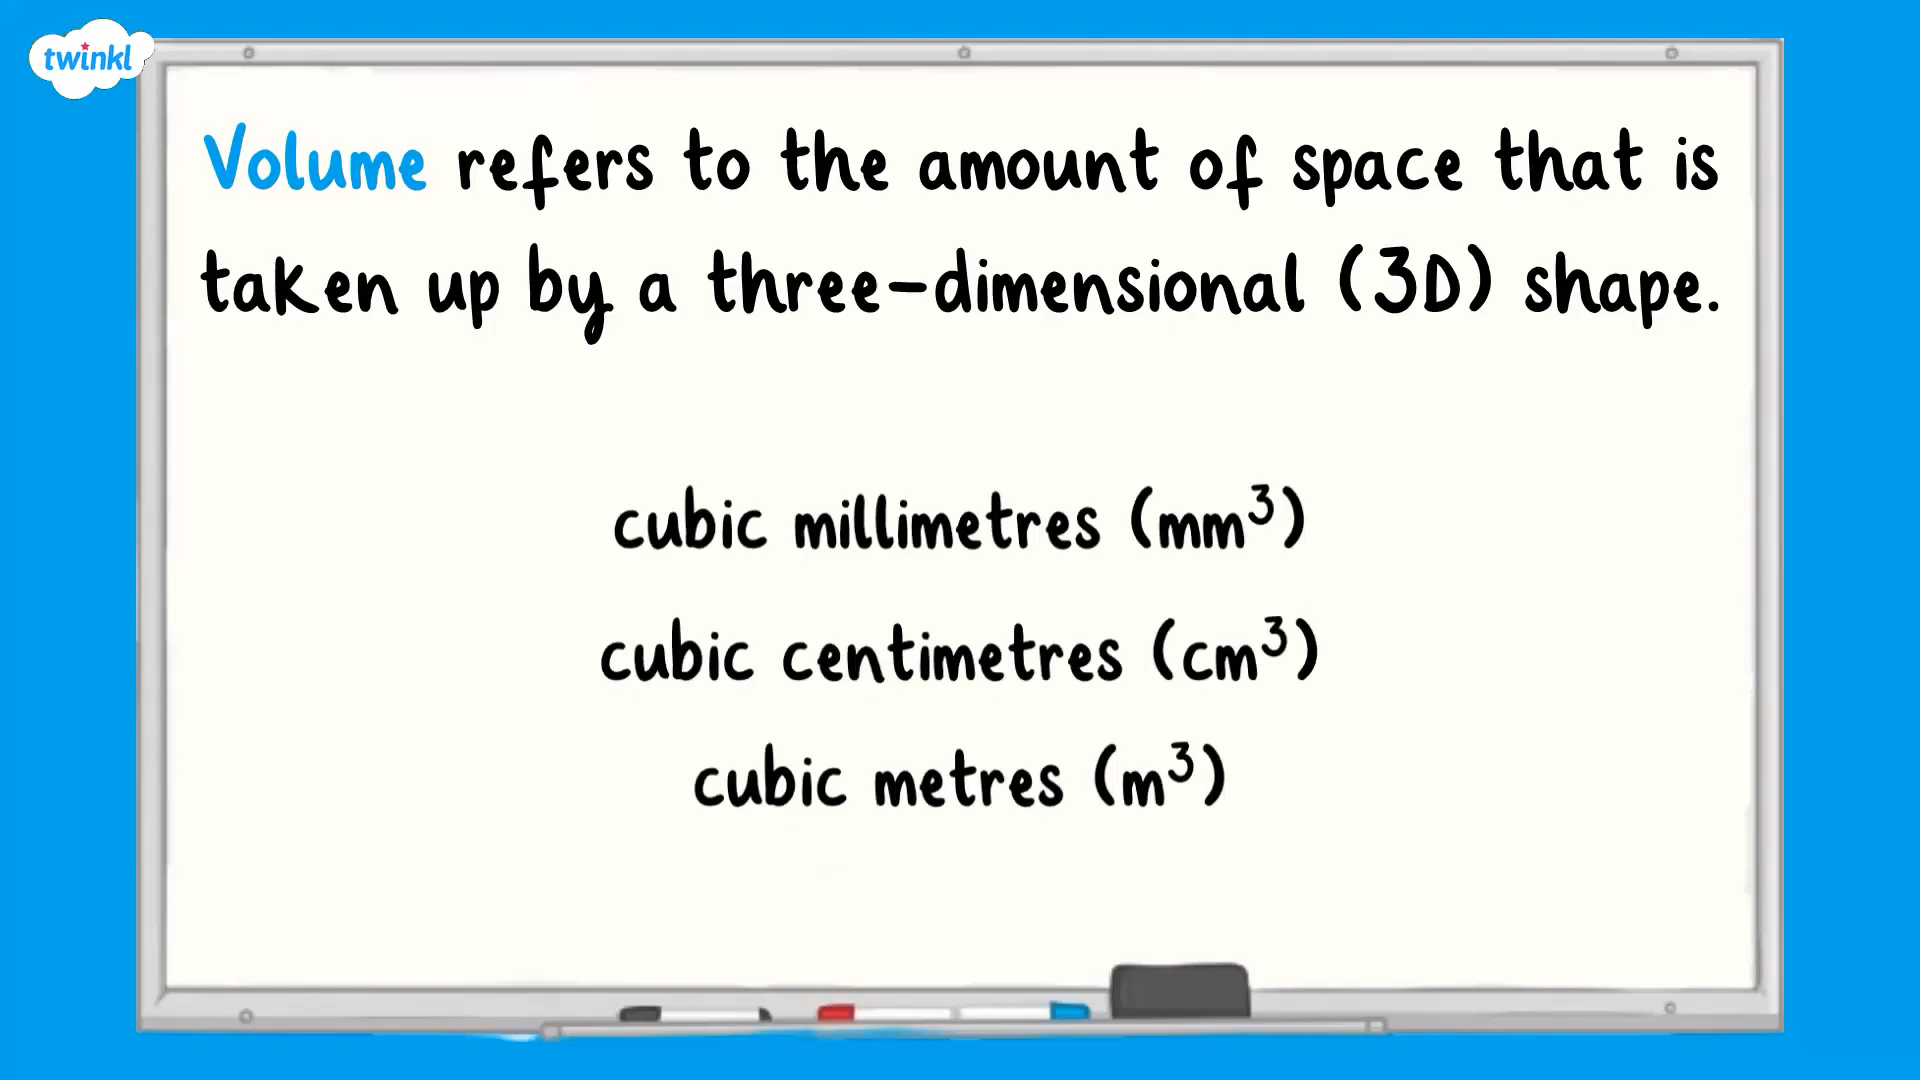 twinkl
Volume refers to the amount of space that is
taken up by a three-dimensional (3D) shape.
cubic millimetres (mm³)
cubic centimetres (cm³)
cubic metres (m³)